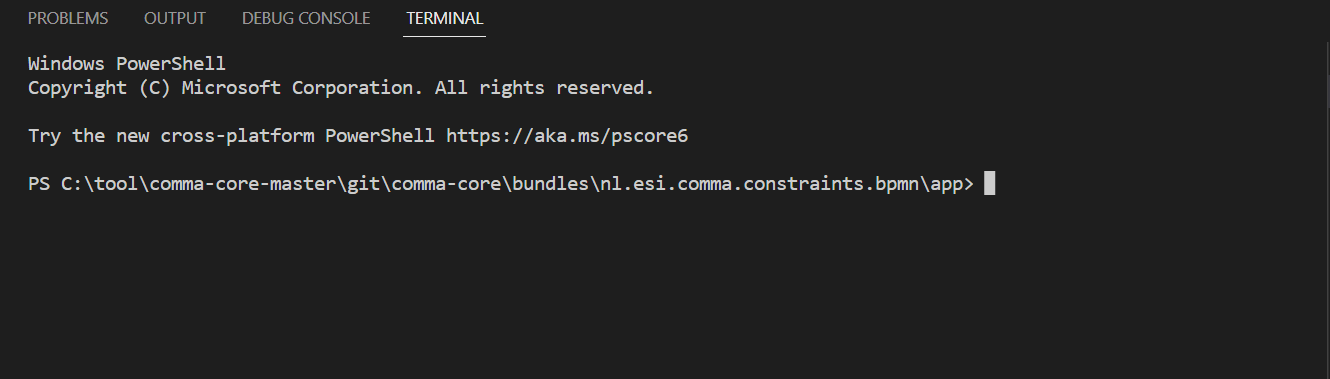 PROBLEMS OUTPUT DEBUG CONSOLE TERMINAL
Windows PowerShell
Copyright (C) Microsoft Corporation. All rights reserved.
Try the new cross-platform PowerShell https://aka.ms/pscore6
PS C:\tool\comma-core-master\git\comma-core\bundles\nl.esi.comma.constraints.bpmn\app>